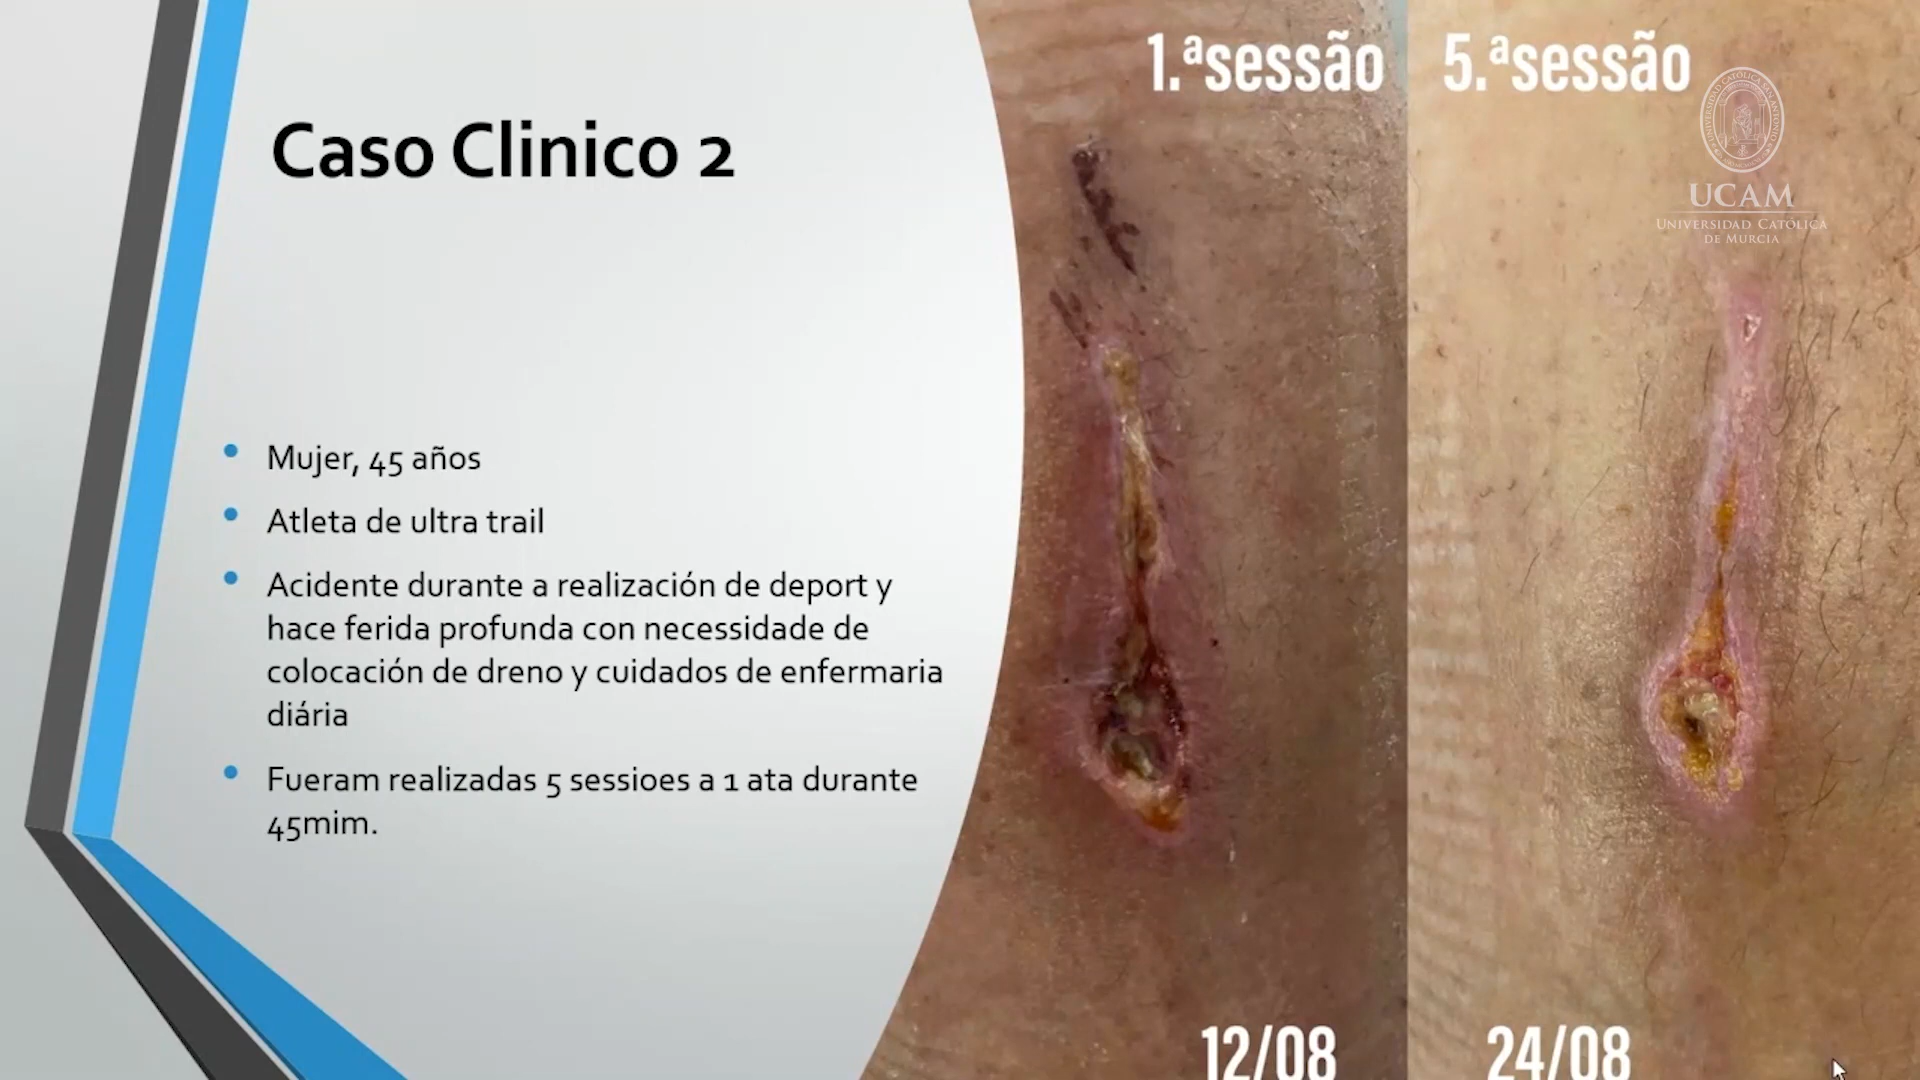 Caso Clinico 2
Mujer, 45 años
Atleta de ultra trail
Acidente durante a realización de deport y
hace ferida profunda con necessidade de
colocación de dreno y cuidados de enfermaria
diária
Fueram realizadas 5 sessioes a 1 ata durante
45mim.
1.ªsessão
12/08
5.ªsessão
24/08
UCAM
UNIVERSIDAD CATÓLICA
DE MURCIA